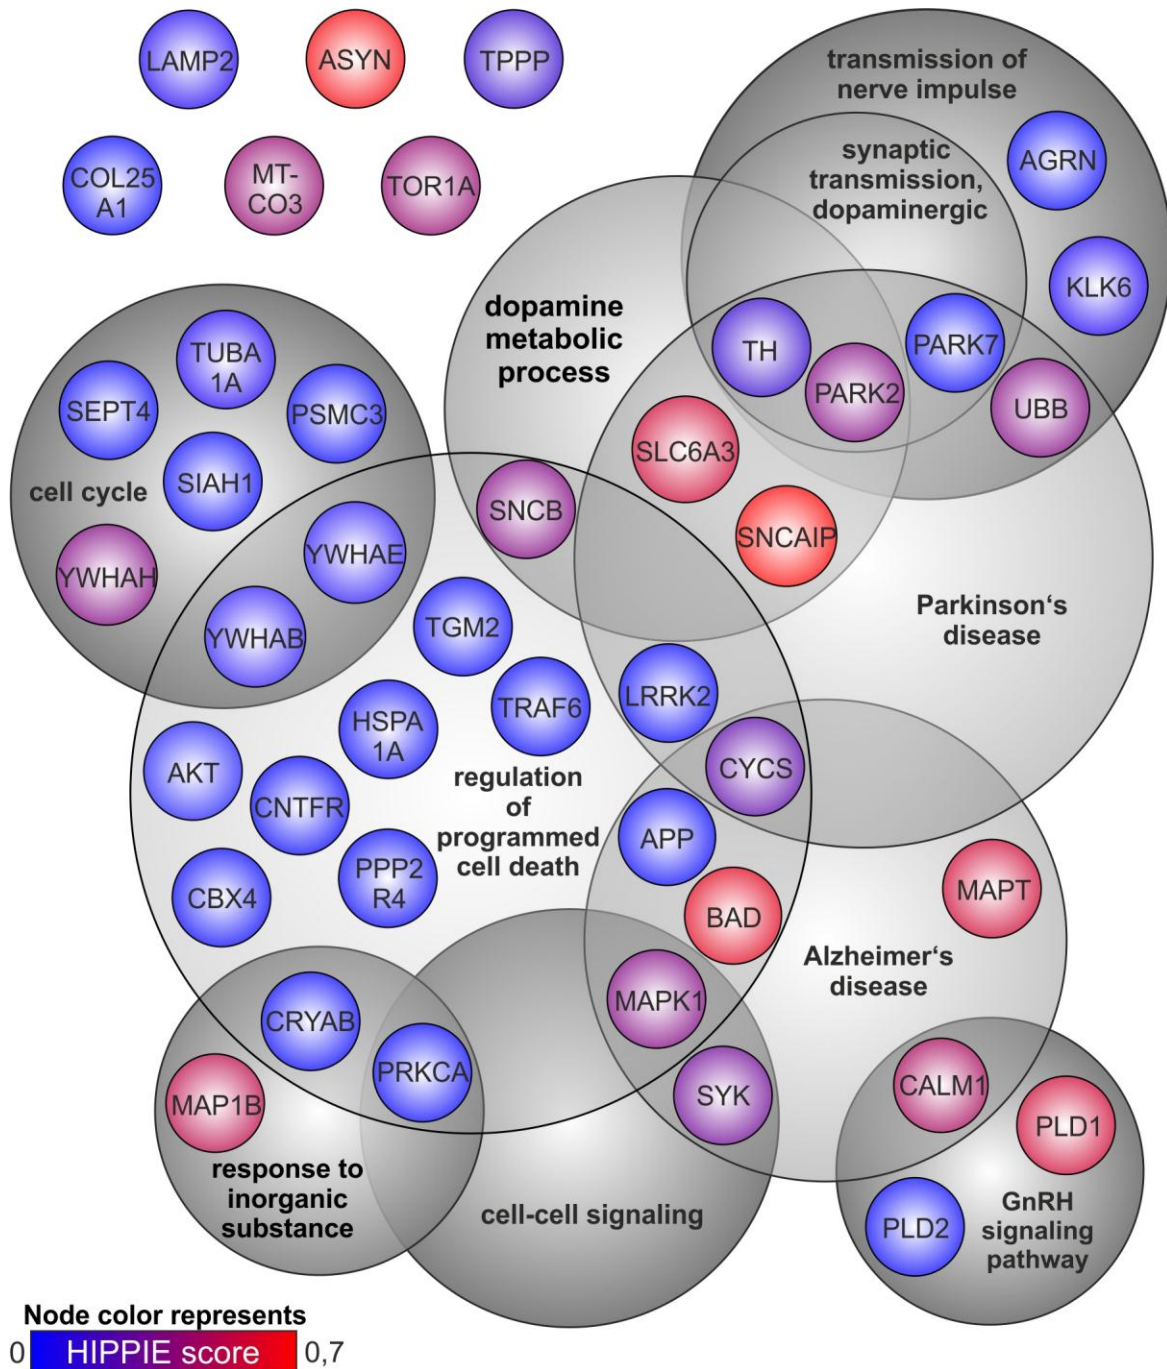 LAMP2
ASYN
TPPP
COL25
A1
MT-
CO3
TOR1A
transmission of
nerve impulse
synaptic
transmission,
dopaminergic
AGRN
KLK6
dopamine
metabolic
process
TH
PARK2
PARK7
UBB
SLC6A3
SNCAIP
SNCB
TUBA
1A
SEPT4
PSMC3
SIAH1
cell cycle
YWHAH
YWHAE
YWHAB
TGM2
TRAF6
HSPA
1A
AKT
CNTFR
CBX4
PPP2
R4
regulation
of
programmed
cell death
Parkinson‘s
disease
LRRK2
CYCS
APP
BAD
MAPT
Alzheimer‘s
disease
MAPK1
SYK
CRYAB
PRKCA
MAP1B
response to
inorganic
substance
cell-cell signaling
CALM1
PLD1
PLD2
GnRH
signaling
pathway
Node color represents
0 HIPPIE score 0,7